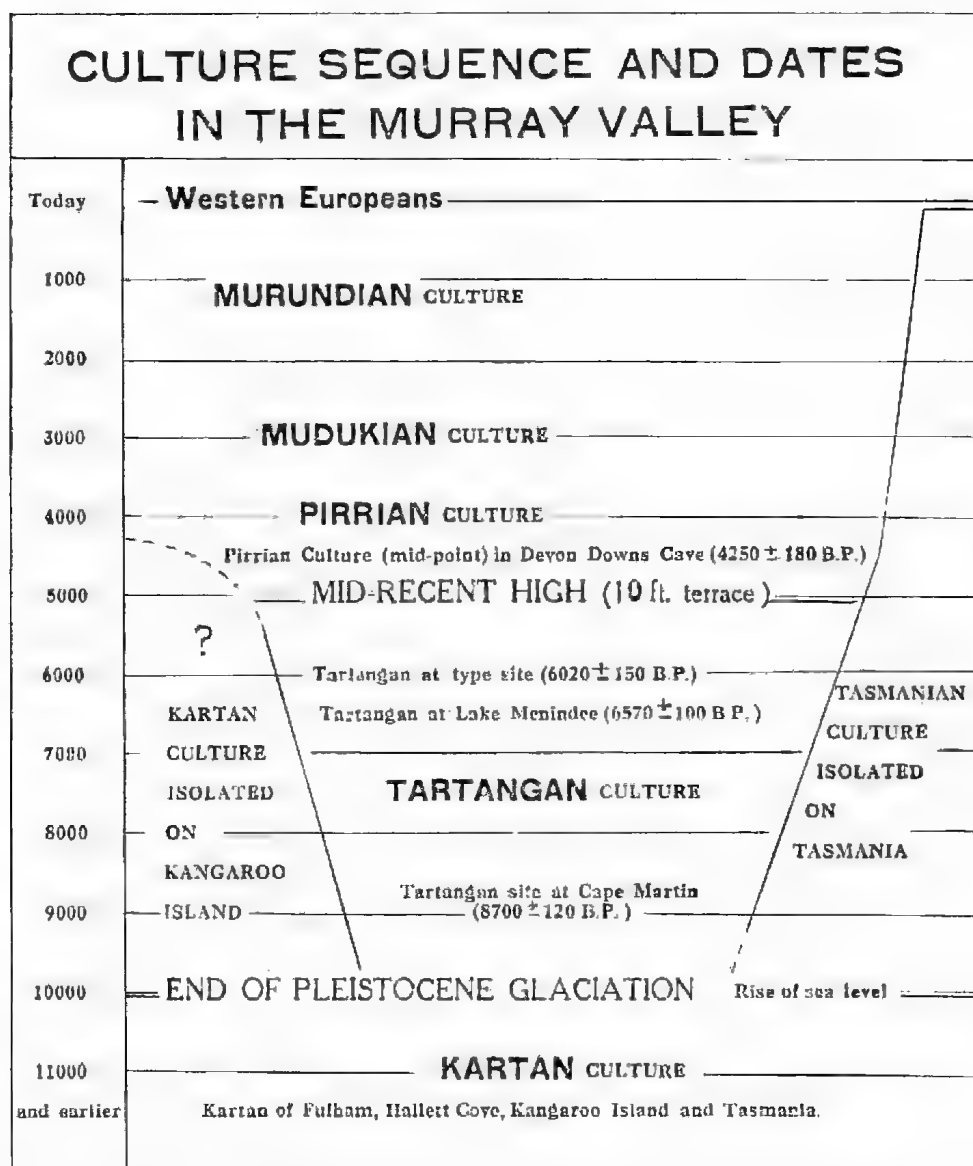 CULTURE SEQUENCE AND DATES
IN THE MURRAY VALLEY
Today
Western Europeans
1000
MURUNDIAN CULTURE
2000
3000
MUDUKIAN CULTURE
4000
PIRRIAN CULTURE
Pirrian Culture (mid-point) in Devon Downs Cave (4250 ± 180 B.P.)
5000
MID-RECENT HIGH (10 ft. terrace)
?
6000
Tartangan at type site (6020 ± 150 B.P.)
Tartangan at Lake Menindee (6570 ± 100 B.P.)
KARTAN
CULTURE
ISOLATED
ON
KANGAROO
ISLAND
TASMANIAN
CULTURE
ISOLATED
ON
TASMANIA
7000
TARTANGAN CULTURE
8000
9000
Tartangan site at Cape Martin
(8700 ± 120 B.P.)
10000
END OF PLEISTOCENE GLACIATION
Rise of sea level
11000
KARTAN CULTURE
and earlier
Kartan of Fulham, Hallett Cove, Kangaroo Island and Tasmania.